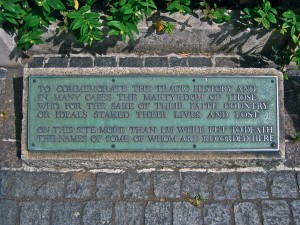 TO COMMEMORATE THE TRAGIC HISTORY AND
IN MANY CASES THE MARTYRDOM OF THOSE
WHO FOR THE SAKE OF THEIR FAITH COUNTRY
OR IDEALS STAKED THEIR LIVES AND LOST
ON THIS SITE MORE THAN 125 WERE PUT TO DEATH
THE NAMES OF SOME OF WHOM ARE RECORDED HERE